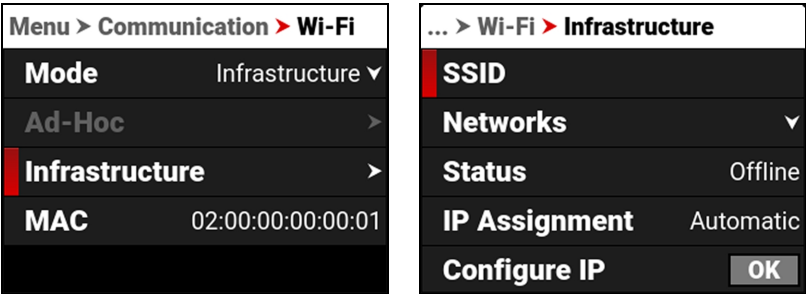 Menu > Communication > Wi-Fi
Mode Infrastructure
Ad-Hoc >
Infrastructure >
MAC 02:00:00:00:00:01
... > Wi-Fi > Infrastructure
SSID
Networks
Status Offline
IP Assignment Automatic
Configure IP OK